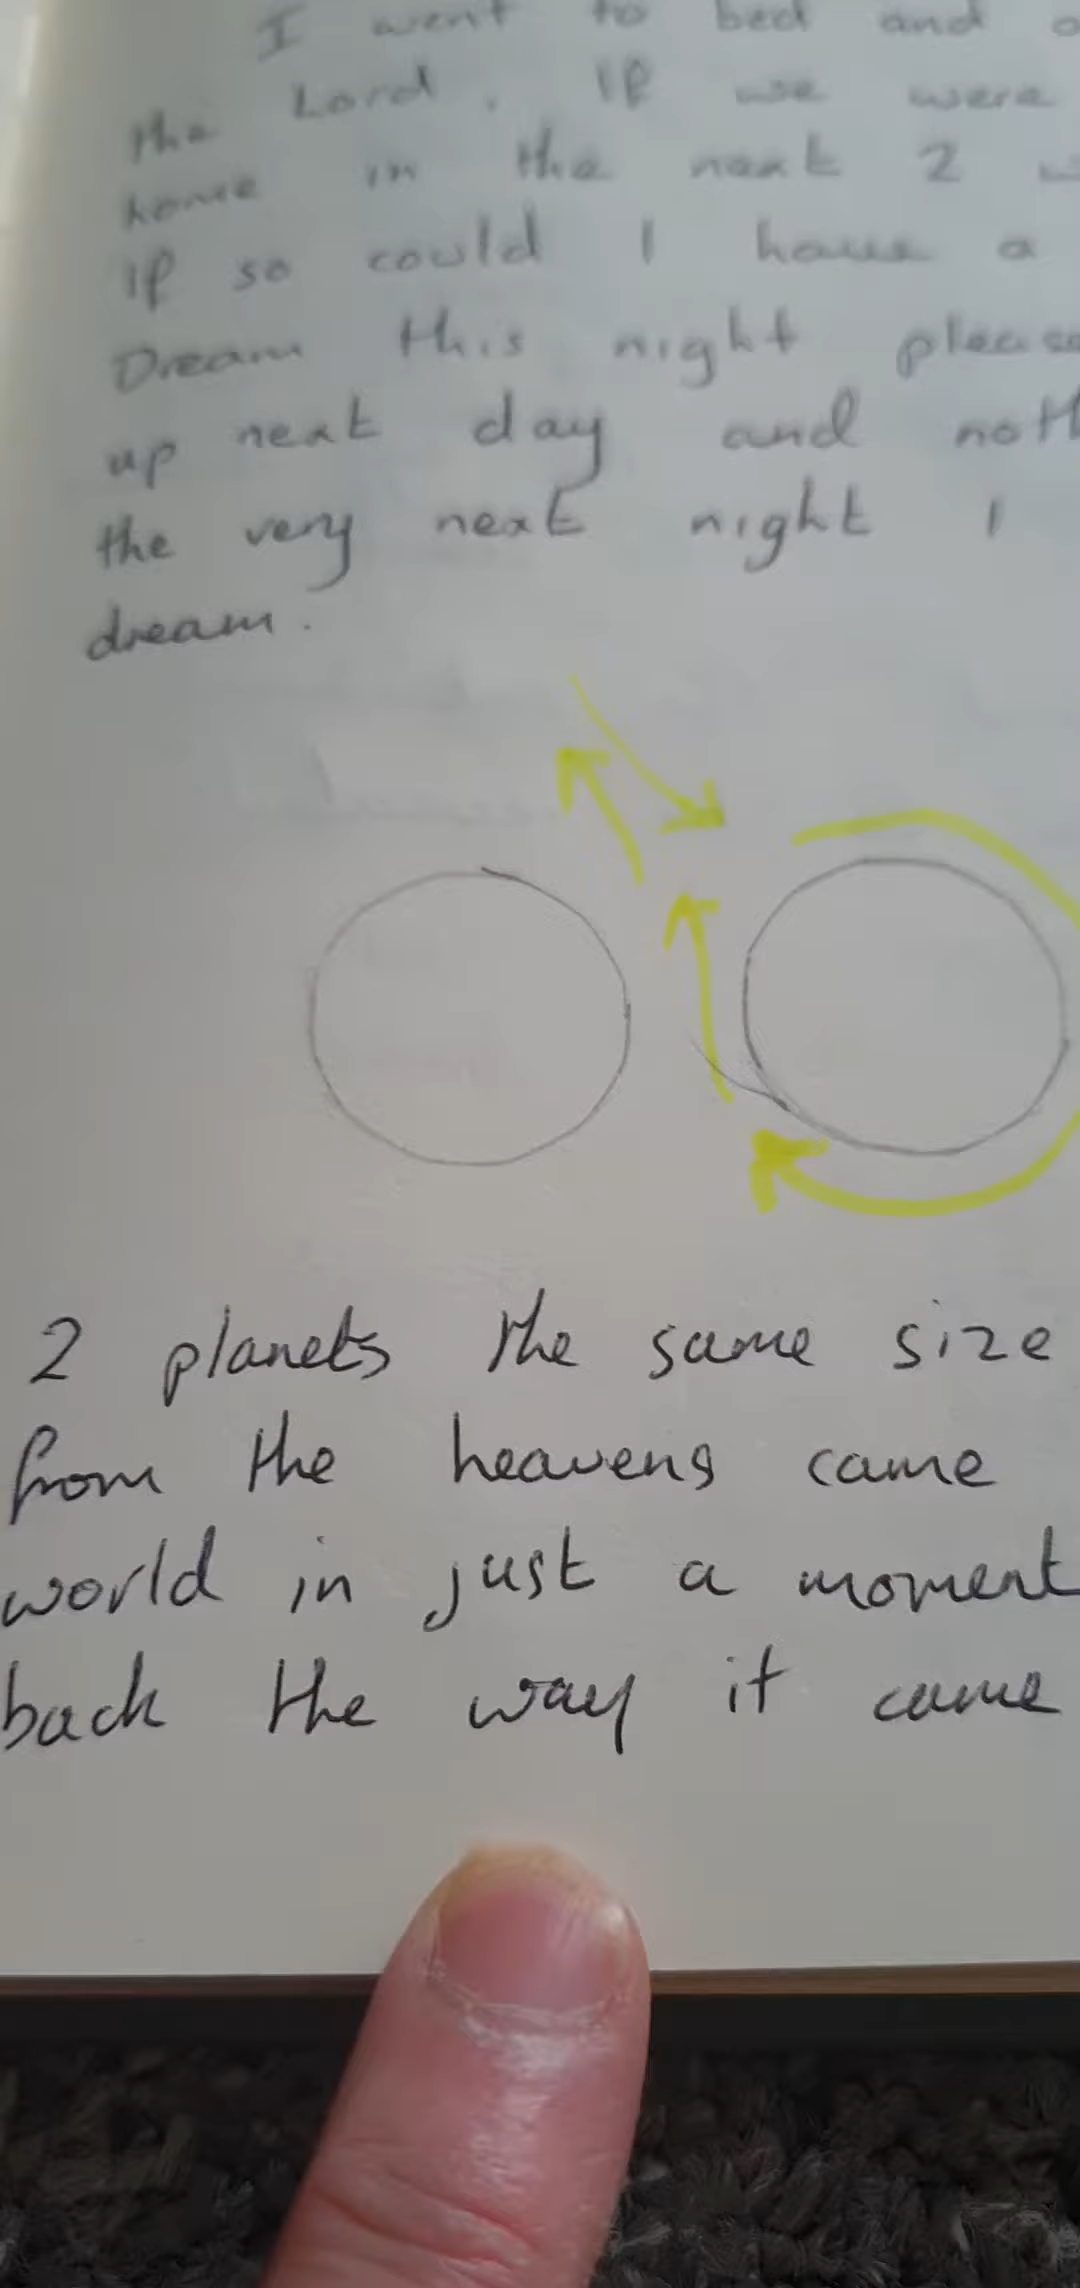 I went to bed and
the Lord. If we were
home in the next 2
If so could I have a
Dream this night please
up next day and
the very next night I
dream.
2 planets the same size
from the heavens came
world in just a moment
back the way it came